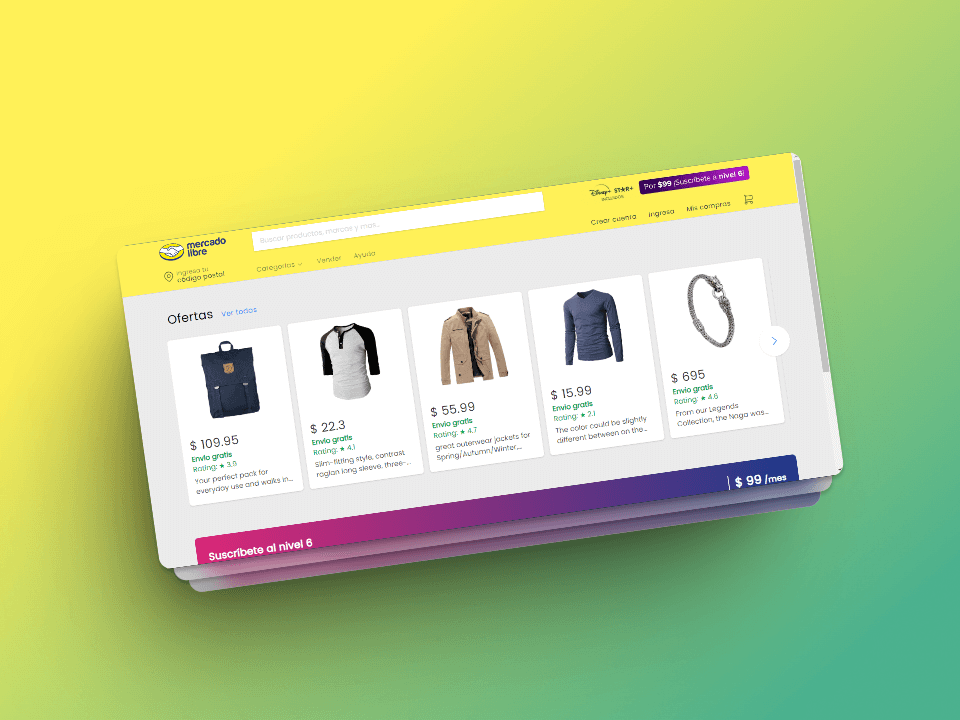 mercado
libre
Buscar productos, marcas y mas...
Disney+ STAR+
INCLUIDOS
Por $99 /Suscríbete a nivel 6!
Ingresa tu
código postal
Categorías
Vender
Ayuda
Crear cuenta
Ingresa
Mis compras
Ofertas
Ver todas
$ 109.95
Envío gratis
Rating: ★ 3.9
Your perfect pack for
everyday use and walks in...
$ 22.3
Envío gratis
Rating: ★ 4.1
Slim-fitting style, contrast
raglan long sleeve, three-...
$ 55.99
Envío gratis
Rating: ★ 4.7
great outerwear jackets for
Spring/Autumn/Winter,...
$ 15.99
Envío gratis
Rating: ★ 2.1
The color could be slightly
different between on the...
$ 695
Envío gratis
Rating: ★ 4.6
From our Legends
Collection, the Naga was...
Suscríbete al nivel 6
$ 99 /mes